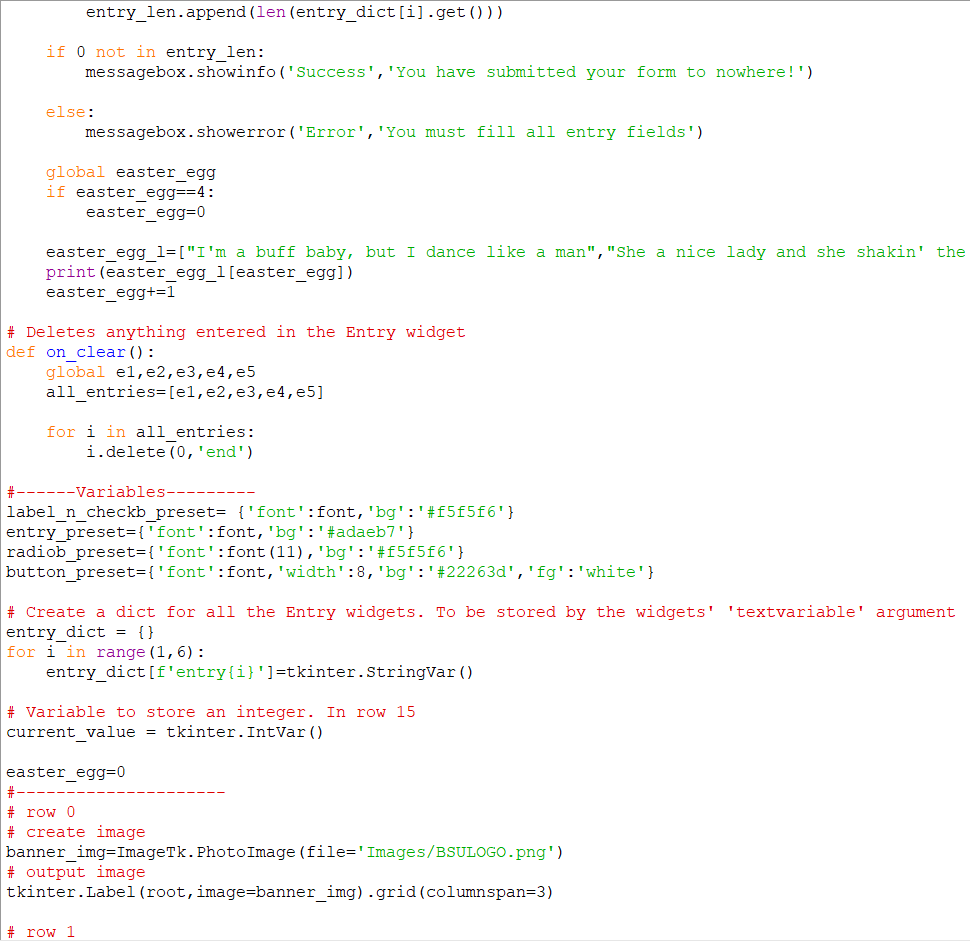 entry_len.append(len(entry_dict[i].get()))

    if 0 not in entry_len:
        messagebox.showinfo('Success','You have submitted your form to nowhere!')

    else:
        messagebox.showerror('Error','You must fill all entry fields')

    global easter_egg
    if easter_egg==4:
        easter_egg=0

    easter_egg_l=["I'm a buff baby, but I dance like a man","She a nice lady and she shakin' the
    print(easter_egg_l[easter_egg])
    easter_egg+=1

# Deletes anything entered in the Entry widget
def on_clear():
    global e1,e2,e3,e4,e5
    all_entries=[e1,e2,e3,e4,e5]

    for i in all_entries:
        i.delete(0,'end')

#------Variables---------
label_n_checkb_preset= {'font':font,'bg':'#f5f5f6'}
entry_preset={'font':font,'bg':'#adaeb7'}
radiob_preset={'font':font(11),'bg':'#f5f5f6'}
button_preset={'font':font,'width':8,'bg':'#22263d','fg':'white'}

# Create a dict for all the Entry widgets. To be stored by the widgets' 'textvariable' argument
entry_dict = {}
for i in range(1,6):
    entry_dict[f'entry{i}']=tkinter.StringVar()

# Variable to store an integer. In row 15
current_value = tkinter.IntVar()

easter_egg=0
#---------------------
# row 0
# create image
banner_img=ImageTk.PhotoImage(file='Images/BSULOGO.png')
# output image
tkinter.Label(root,image=banner_img).grid(columnspan=3)

# row 1